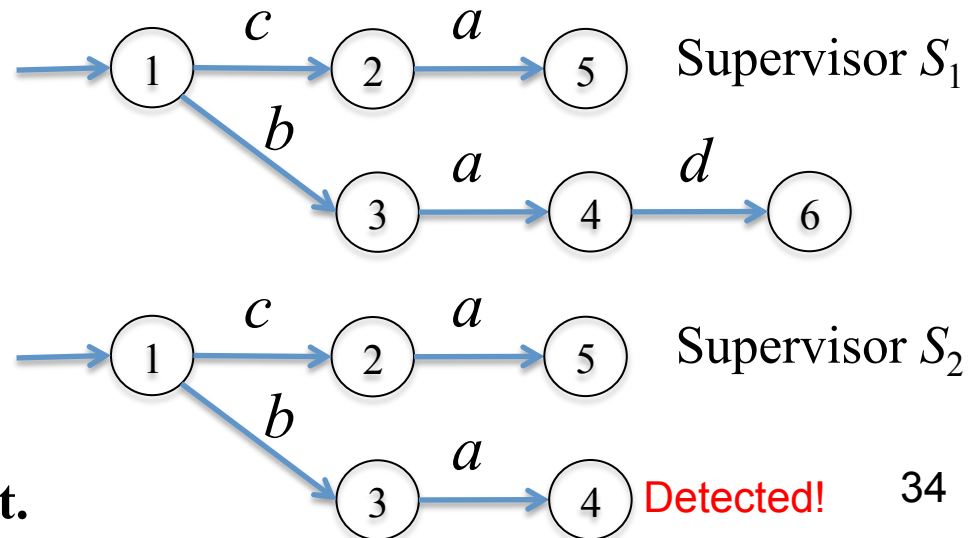 c a
1 2 5 Supervisor S₁
b a d
3 4 6
c a
1 2 5 Supervisor S₂
b a
3 4 Detected! 34
t.